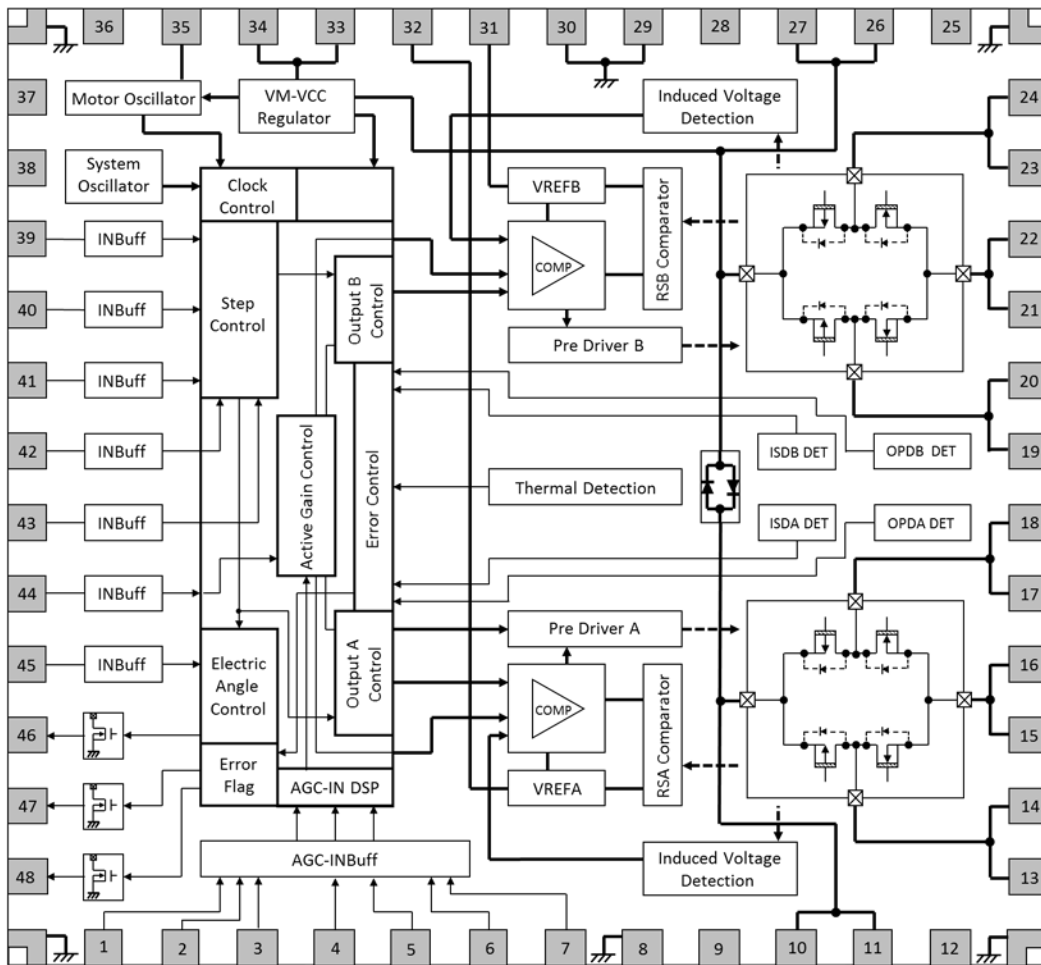 36
35
34
33
32
31
30
29
28
27
26
25
37
Motor Oscillator
VM-VCC
Regulator
Induced Voltage
Detection
24
38
System
Oscillator
Clock
Control
VREFB
RSB Comparator
23
39
INBuff
Step
Control
Output B
Control
COMP
22
40
INBuff
Pre Driver B
21
41
INBuff
20
42
INBuff
Active Gain Control
Error Control
ISDB DET
OPDB DET
19
43
INBuff
Thermal Detection
ISDA DET
OPDA DET
18
44
INBuff
17
45
INBuff
Electric
Angle
Control
Output A
Control
Pre Driver A
RSA Comparator
16
46
COMP
15
47
Error
Flag
AGC-IN DSP
VREFA
14
48
AGC-INBuff
Induced Voltage
Detection
13
1
2
3
4
5
6
7
8
9
10
11
12